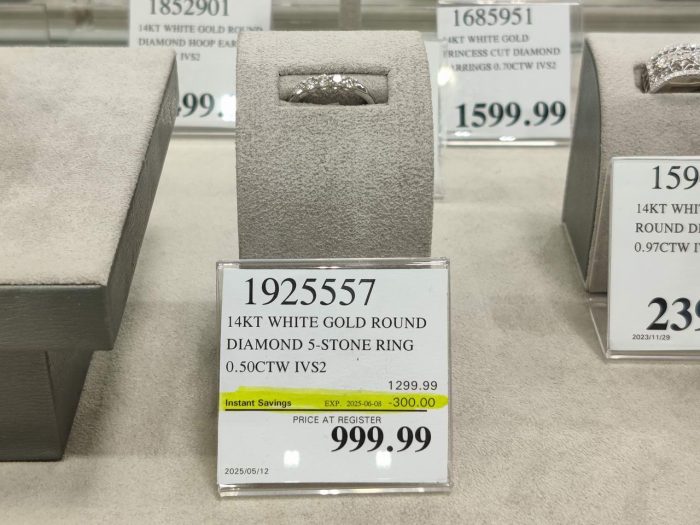 1852901
14KT WHITE GOLD ROUND
DIAMOND HOOP
IVS2
99.
1685951
14KT WHITE GOLD
PRINCESS CUT DIAMOND
EARRINGS 0.70CTW IVS2
1599.99
159
14KT WHI
ROUND DI
0.97CTW I
239
2023/11/29
1925557
14KT WHITE GOLD ROUND
DIAMOND 5-STONE RING
0.50CTW IVS2
1299.99
Instant Savings EXP. 2025-06-08 -300.00
PRICE AT REGISTER
999.99
2025/05/12